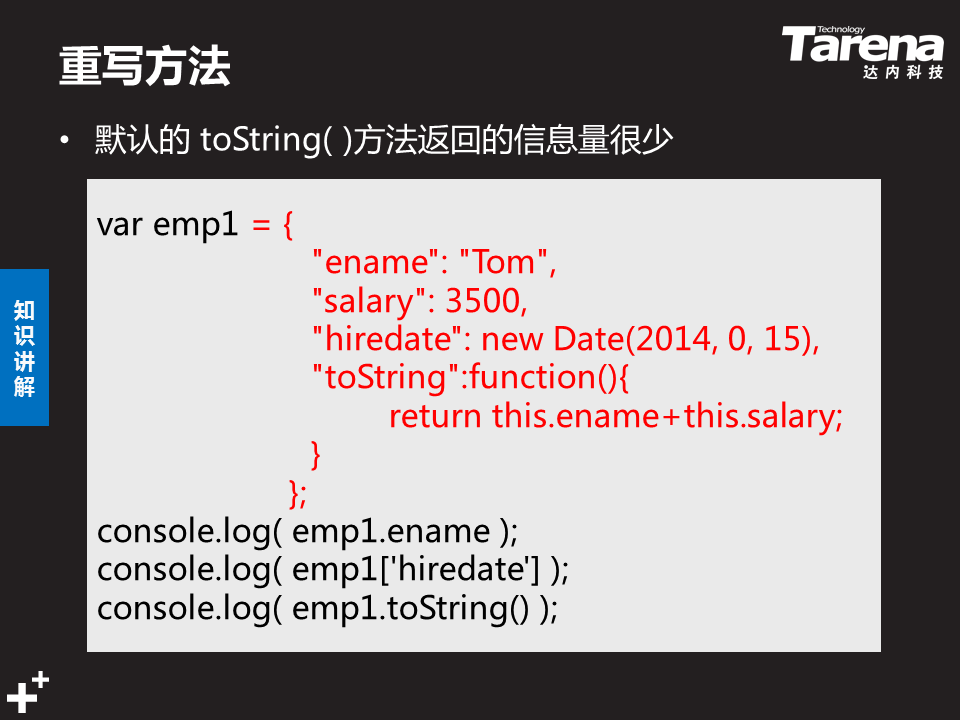 重写方法
Technology
Tarena
达内科技
• 默认的 toString( )方法返回的信息量很少
var emp1 = {
"ename": "Tom",
"salary": 3500,
"hiredate": new Date(2014, 0, 15),
"toString":function(){
return this.ename+this.salary;
}
};
console.log( emp1.ename );
console.log( emp1['hiredate'] );
console.log( emp1.toString() );
知
识
讲
解
++